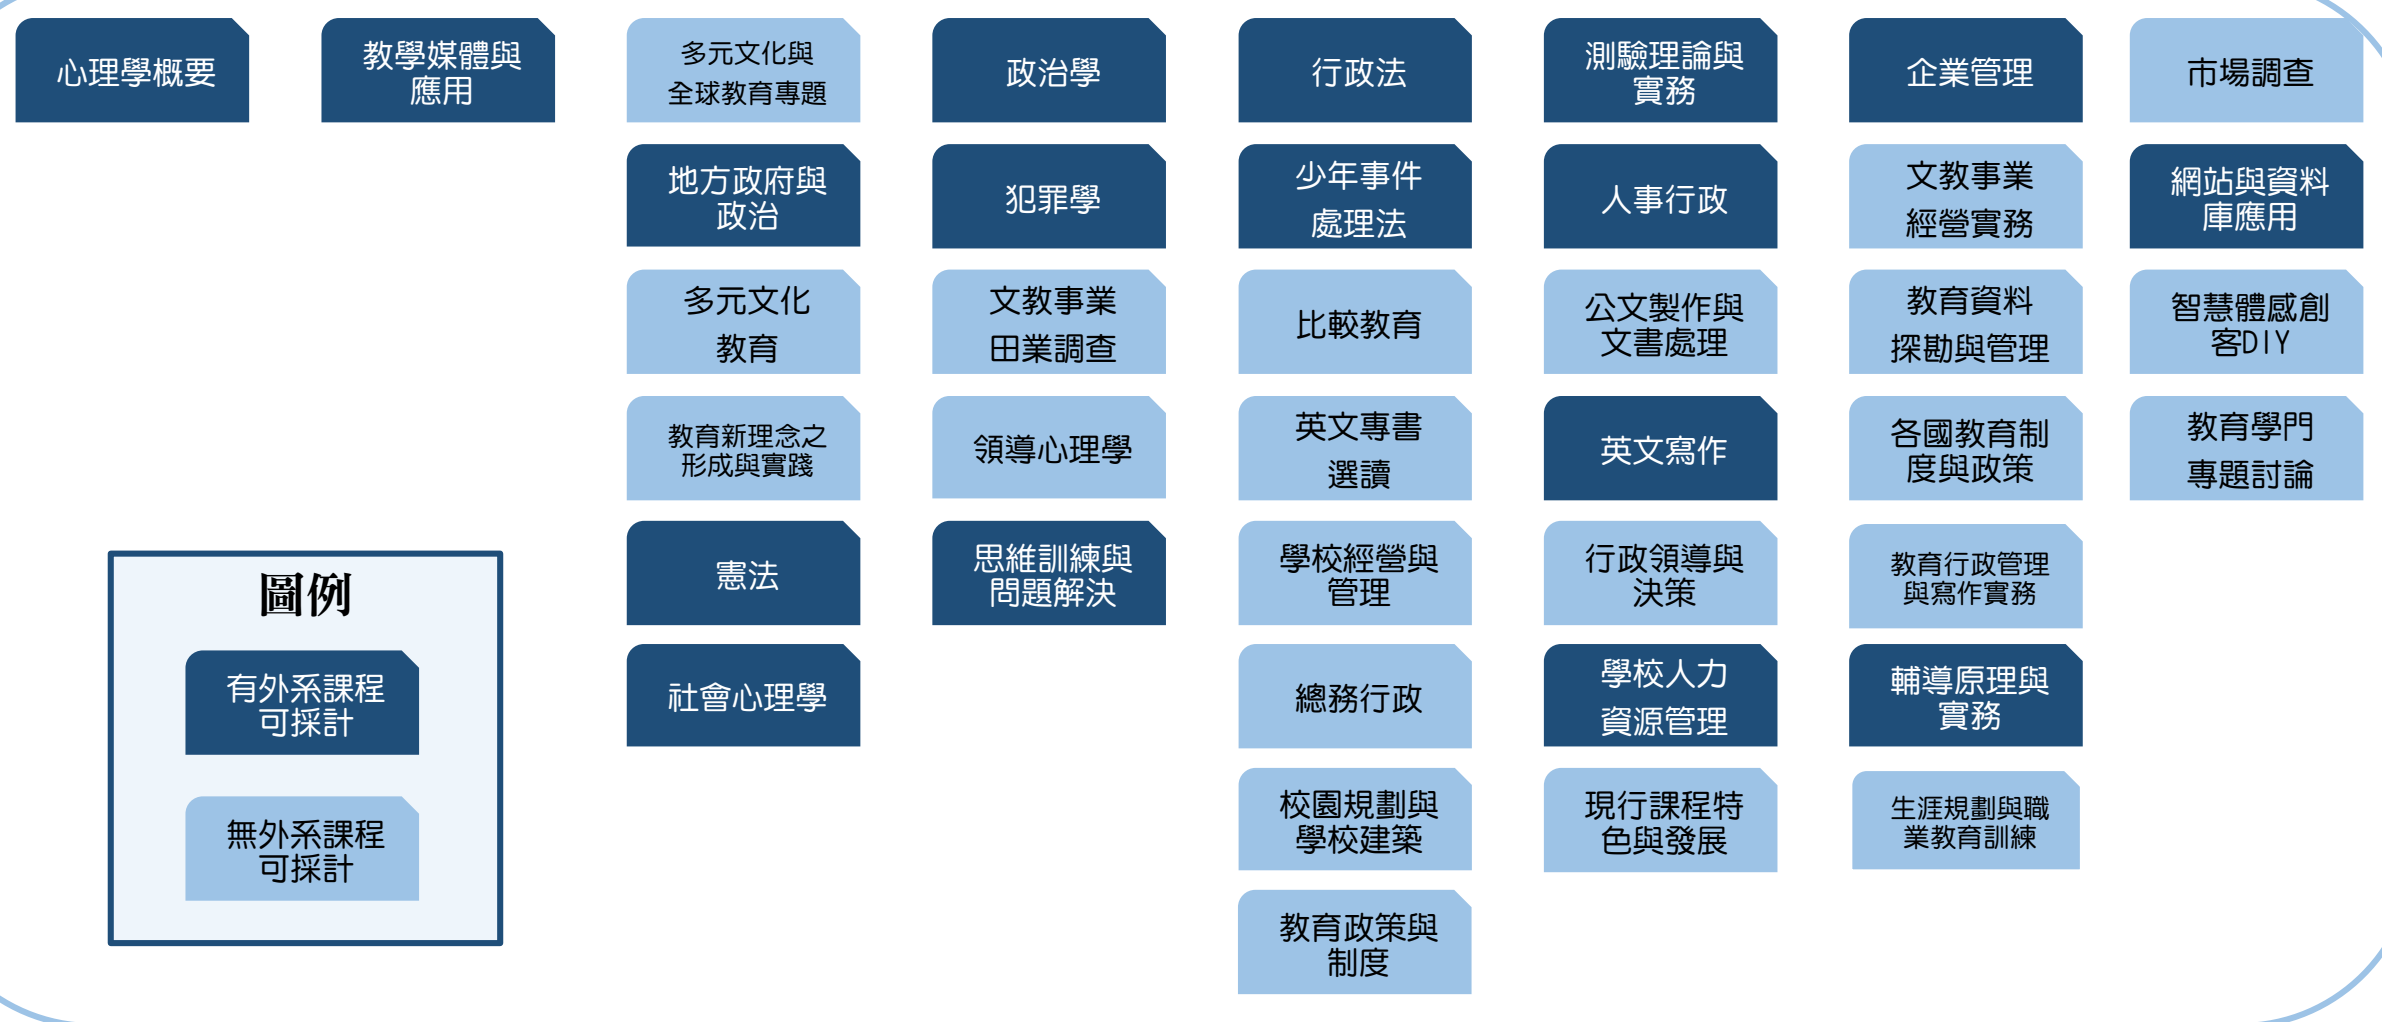 心理學概要
教學媒體與
應用
多元文化與
全球教育專題
政治學
行政法
測驗理論與
實務
企業管理
市場調查
地方政府與
政治
犯罪學
少年事件
處理法
人事行政
文教事業
經營實務
網站與資料
庫應用
多元文化
教育
文教事業
田業調查
比較教育
公文製作與
文書處理
教育資料
探勘與管理
智慧體感創
客DIY
教育新理念之
形成與實踐
領導心理學
英文專書
選讀
英文寫作
各國教育制
度與政策
教育學門
專題討論
憲法
思維訓練與
問題解決
學校經營與
管理
行政領導與
決策
教育行政管理
與寫作實務
社會心理學
總務行政
學校人力
資源管理
輔導原理與
實務
校園規劃與
學校建築
現行課程特
色與發展
生涯規劃與職
業教育訓練
教育政策與
制度
圖例
有外系課程
可採計
無外系課程
可採計